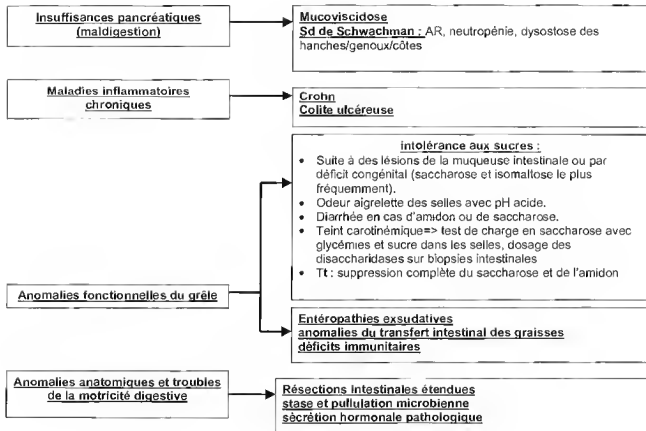 Insuffisances pancréatiques
(maldigestion)
Mucoviscidose
Sd de Schwachman : AR, neutropénie, dysostose des
hanches/genoux/côtes
Maladies inflammatoires
chroniques
Crohn
Colite ulcéreuse
intolérance aux sucres :
• Suite à des lésions de la muqueuse intestinale ou par
déficit congénital (saccharose et isomaltose le plus
fréquemment).
• Odeur aigrelette des selles avec pH acide.
• Diarrhée en cas d'amidon ou de saccharose.
• Teint carotinémique=> test de charge en saccharose avec
glycémies et sucre dans les selles, dosage des
disaccharidases sur biopsies intestinales
• Tt : suppression complète du saccharose et de l'amidon
Anomalies fonctionnelles du grêle
Entéropathies exsudatives
anomalies du transfert intestinal des graisses
déficits immunitaires
Anomalies anatomiques et troubles
de la motricité digestive
Résections intestinales étendues
stase et pullulation microbienne
sécrétion hormonale pathologique